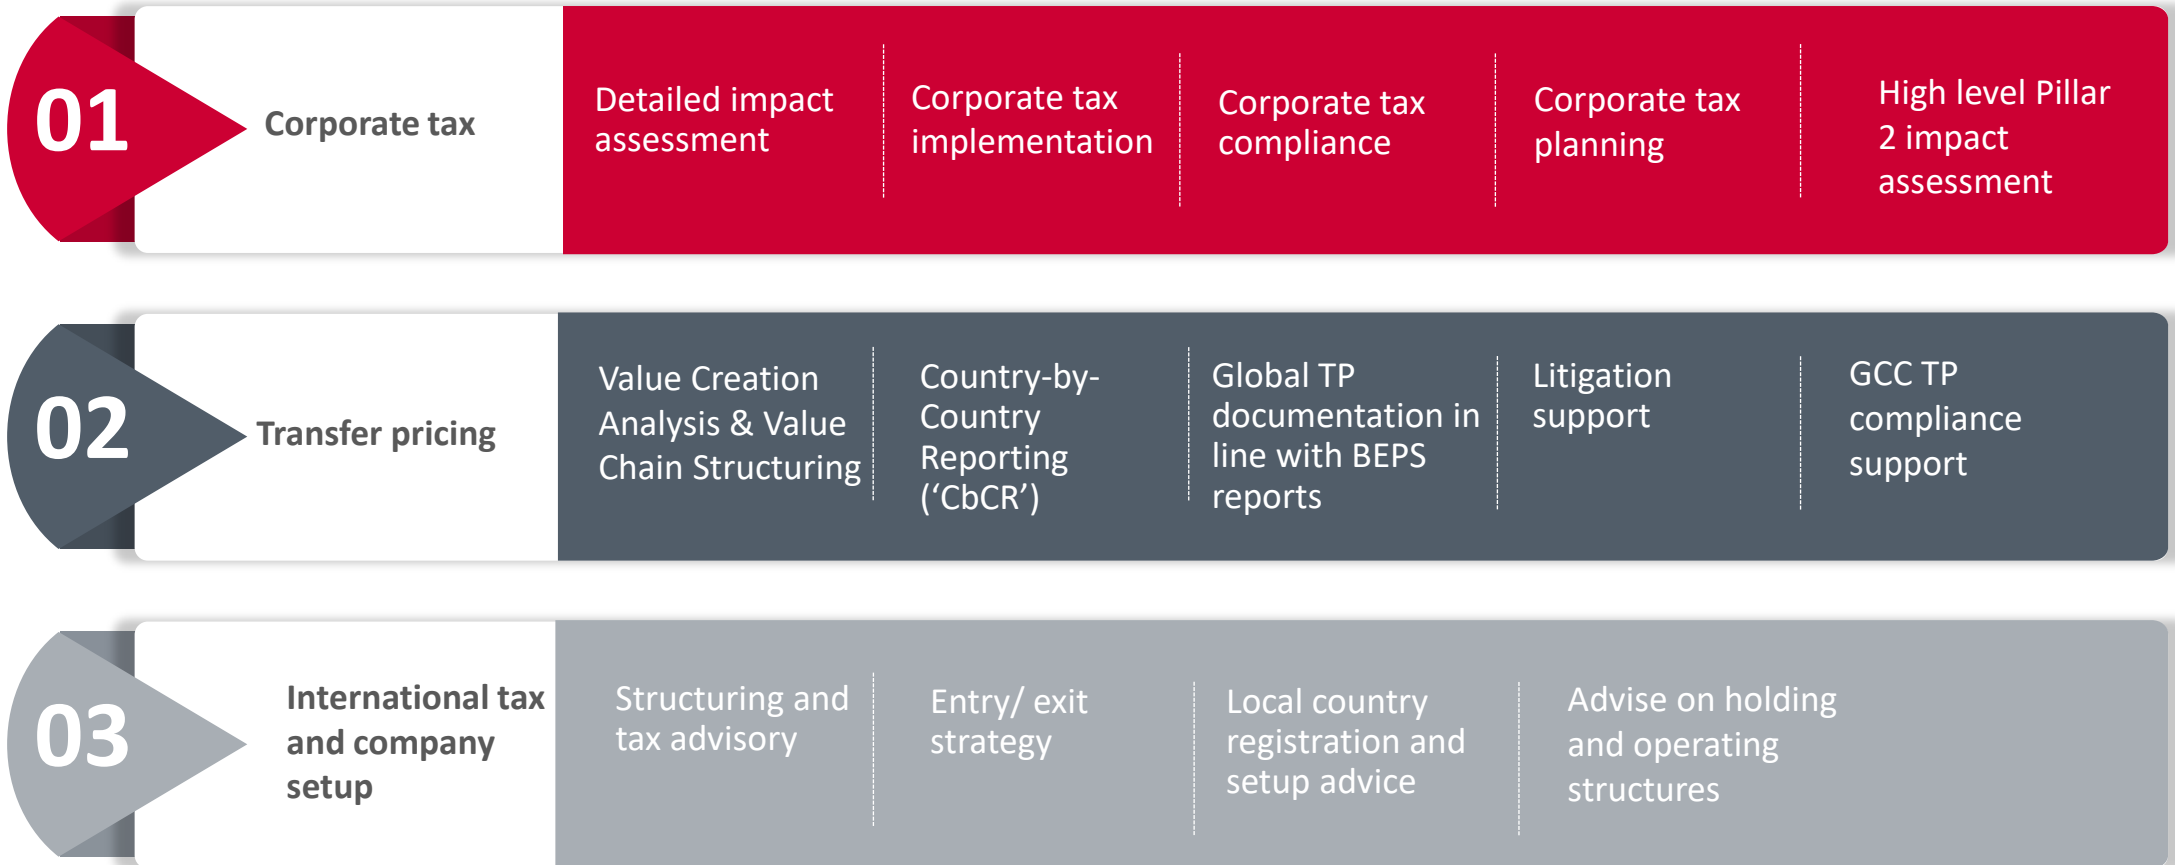 01
Corporate tax
Detailed impact
assessment
Corporate tax
implementation
Corporate tax
compliance
Corporate tax
planning
High level Pillar
2 impact
assessment
02
Transfer pricing
Value Creation
Analysis & Value
Chain Structuring
Country-by-
Country
Reporting
(‘CbCR’)
Global TP
documentation in
line with BEPS
reports
Litigation
support
GCC TP
compliance
support
03
International tax
and company
setup
Structuring and
tax advisory
Entry/ exit
strategy
Local country
registration and
setup advice
Advise on holding
and operating
structures